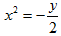 x² = -y/2